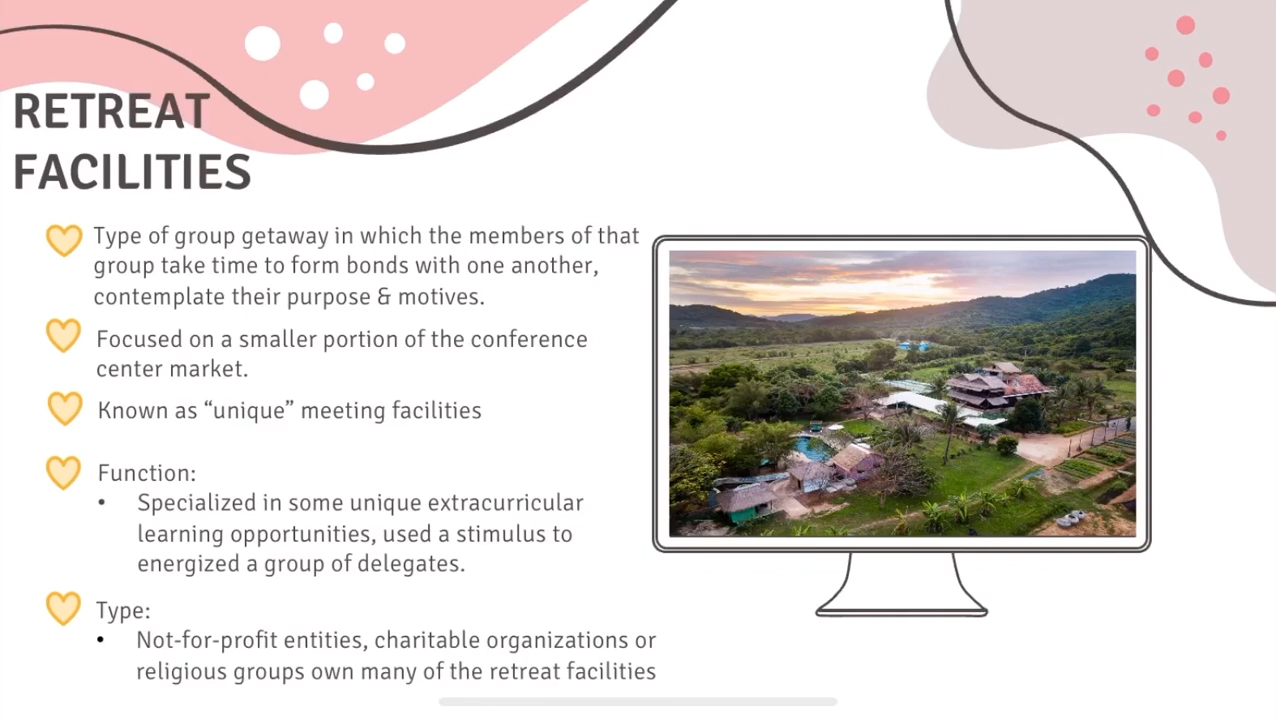 RETREAT
FACILITIES
Type of group getaway in which the members of that
group take time to form bonds with one another,
contemplate their purpose & motives.
Focused on a smaller portion of the conference
center market.
Known as “unique” meeting facilities
Function:
• Specialized in some unique extracurricular
learning opportunities, used a stimulus to
energized a group of delegates.
Type:
• Not-for-profit entities, charitable organizations or
religious groups own many of the retreat facilities